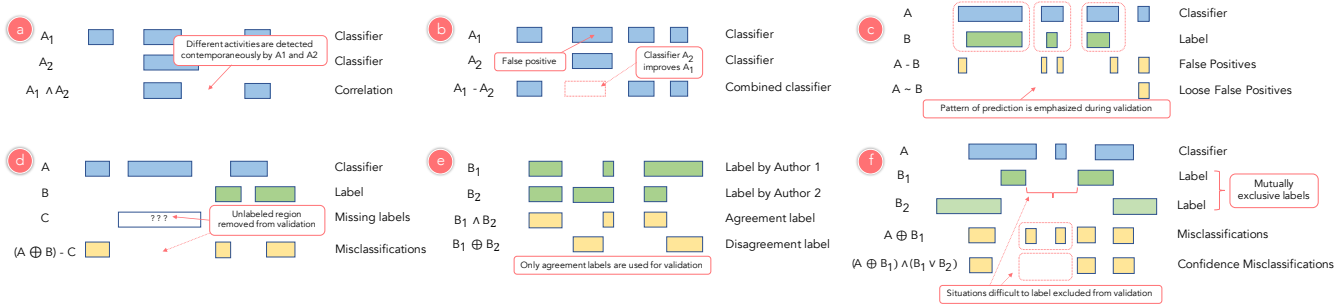 a
A1 Classifier
Different activities are detected
contemporaneously by A1 and A2
A2 Classifier
A1 ∧ A2 Correlation
b
A1 Classifier
False positive
A2 Classifier
Classifier A2
improves A1
A1 - A2 Combined classifier
c
A Classifier
B Label
A - B False Positives
A ~ B Loose False Positives
Pattern of prediction is emphasized during validation
d
A Classifier
B Label
C ? ? ? Missing labels
Unlabeled region
removed from validation
(A ⊕ B) - C Misclassifications
e
B1 Label by Author 1
B2 Label by Author 2
B1 ∧ B2 Agreement label
B1 ⊕ B2 Disagreement label
Only agreement labels are used for validation
f
A Classifier
B1 Label
Mutually
exclusive labels
B2 Label
A ⊕ B1 Misclassifications
(A ⊕ B1) ∧ (B1 ∨ B2) Confidence Misclassifications
Situations difficult to label excluded from validation